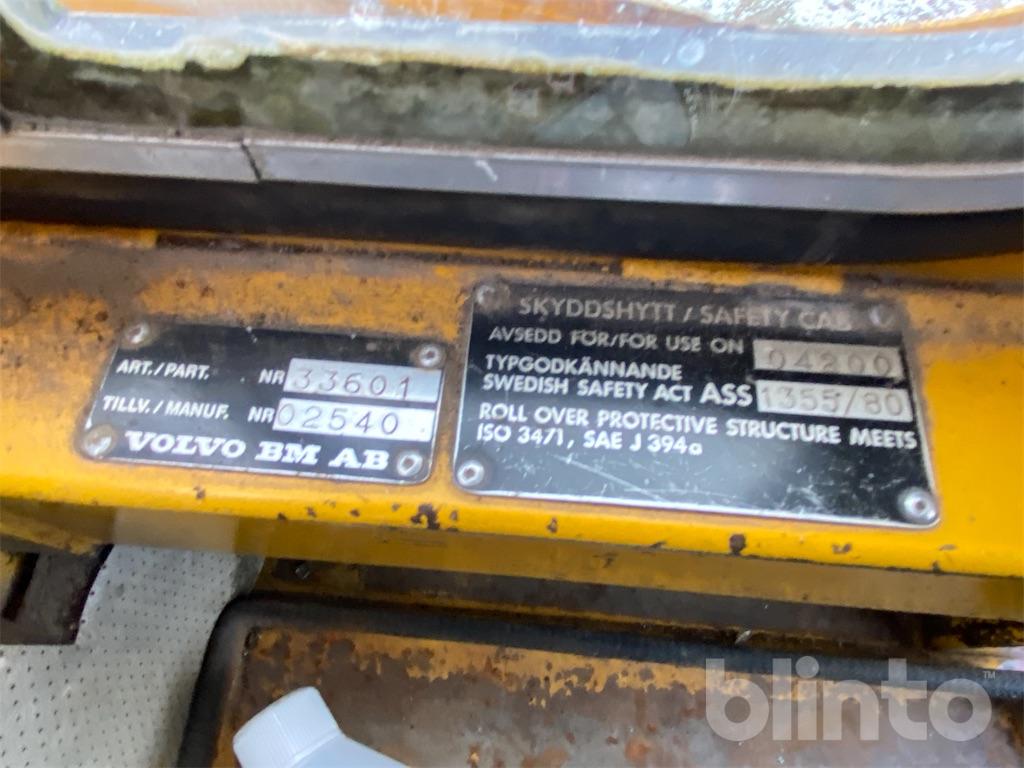 ART./PART. NR 33601
TILLV./MANUF. NR 02540
VOLVO BM AB
SKYDDSHYTT / SAFETY CAB
AVSEDD FÖR/FOR USE ON 04200
TYPGODKÄNNANDE
SWEDISH SAFETY ACT ASS 1355/80
ROLL OVER PROTECTIVE STRUCTURE MEETS
ISO 3471, SAE J 394a
blinto™